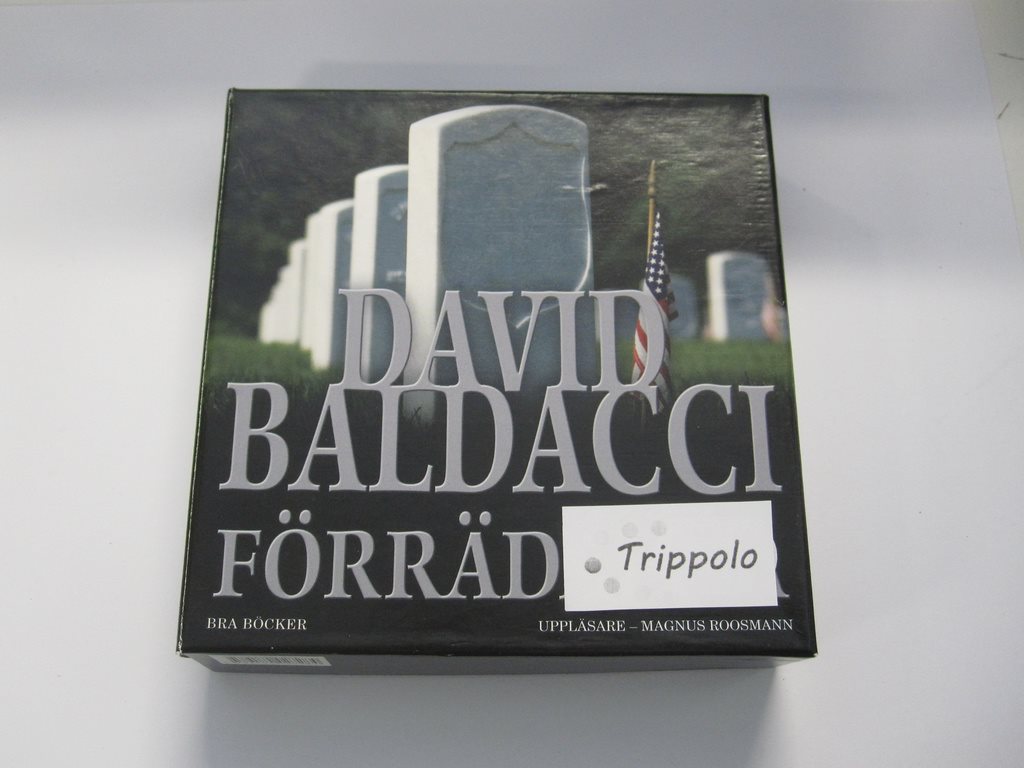 DAVID
BALDACCI
FÖRRÄD
Trippolo
BRA BÖCKER
UPPLÄSARE – MAGNUS ROOSMANN